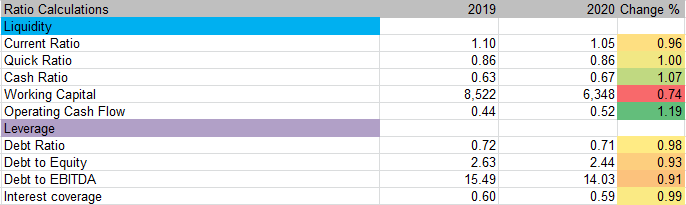 Ratio Calculations 2019 2020 Change %
Liquidity
Current Ratio 1.10 1.05 0.96
Quick Ratio 0.86 0.86 1.00
Cash Ratio 0.63 0.67 1.07
Working Capital 8,522 6,348 0.74
Operating Cash Flow 0.44 0.52 1.19
Leverage
Debt Ratio 0.72 0.71 0.98
Debt to Equity 2.63 2.44 0.93
Debt to EBITDA 15.49 14.03 0.91
Interest coverage 0.60 0.59 0.99